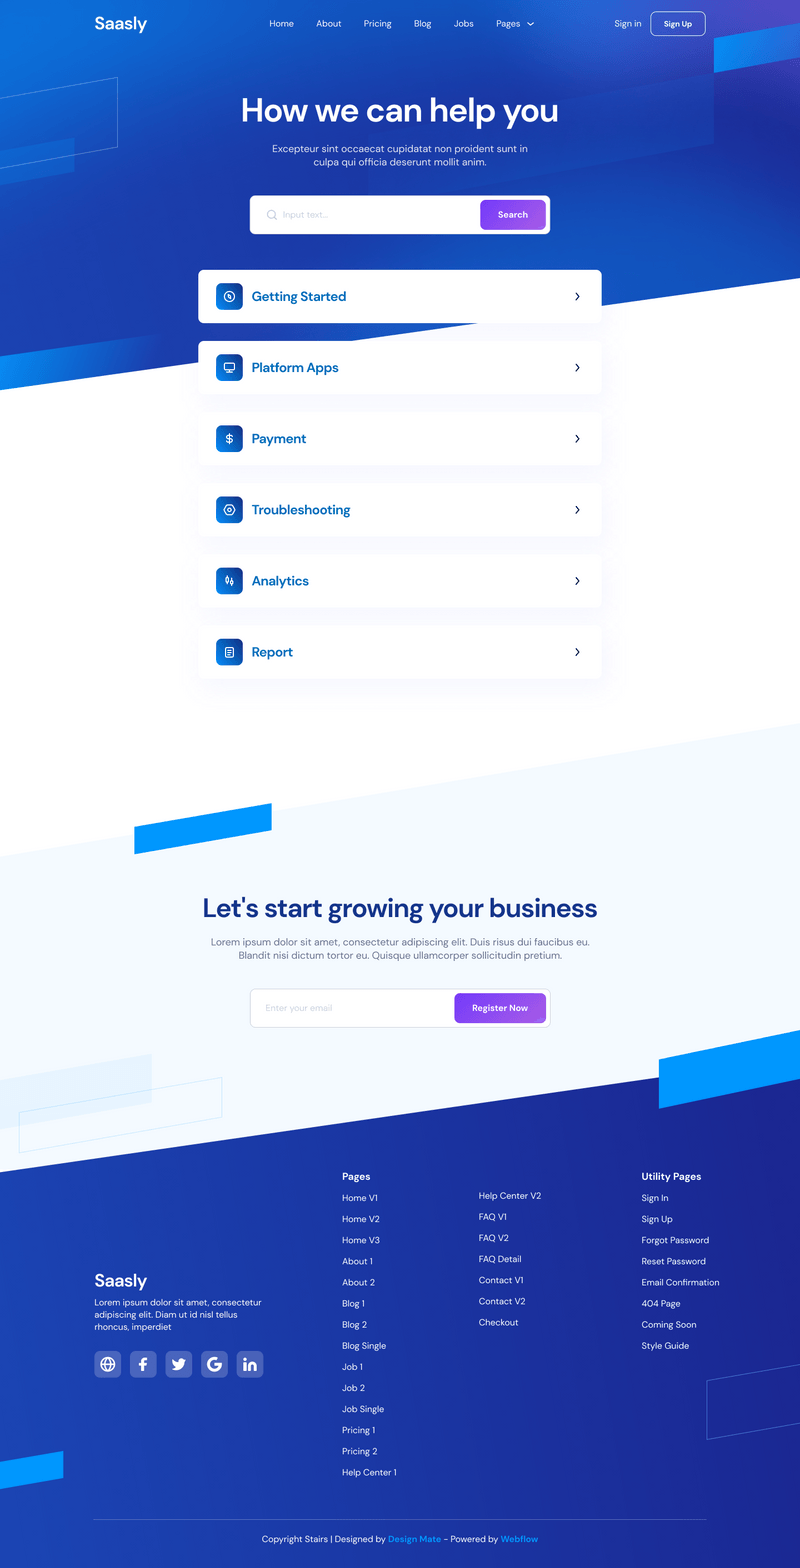 Saasly
Home
About
Pricing
Blog
Jobs
Pages
Sign in
Sign Up
How we can help you
Excepteur sint occaecat cupidatat non proident sunt in
culpa qui officia deserunt mollit anim.
Input text...
Search
Getting Started
Platform Apps
Payment
Troubleshooting
Analytics
Report
Let's start growing your business
Lorem ipsum dolor sit amet, consectetur adipiscing elit. Duis risus dui faucibus eu.
Blandit nisi dictum tortor eu. Quisque ullamcorper sollicitudin pretium.
Enter your email
Register Now
Saasly
Lorem ipsum dolor sit amet, consectetur
adipiscing elit. Diam ut id nisl tellus
rhoncus, imperdiet
Pages
Home V1
Home V2
Home V3
About 1
About 2
Blog 1
Blog 2
Blog Single
Job 1
Job 2
Job Single
Pricing 1
Pricing 2
Help Center 1
Help Center V2
FAQ V1
FAQ V2
FAQ Detail
Contact V1
Contact V2
Checkout
Utility Pages
Sign In
Sign Up
Forgot Password
Reset Password
Email Confirmation
404 Page
Coming Soon
Style Guide
Copyright Stairs | Designed by Design Mate - Powered by Webflow